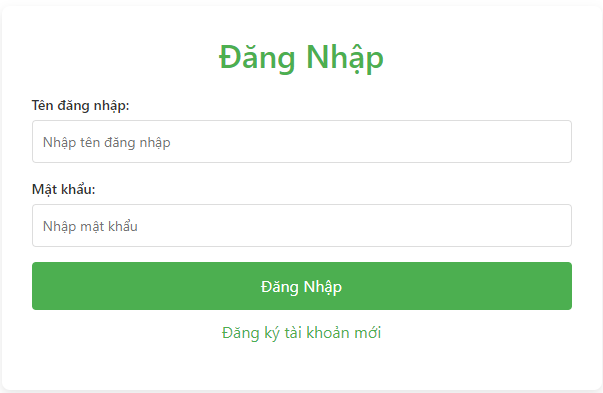 Đăng Nhập
Tên đăng nhập:
Nhập tên đăng nhập
Mật khẩu:
Nhập mật khẩu
Đăng Nhập
Đăng ký tài khoản mới